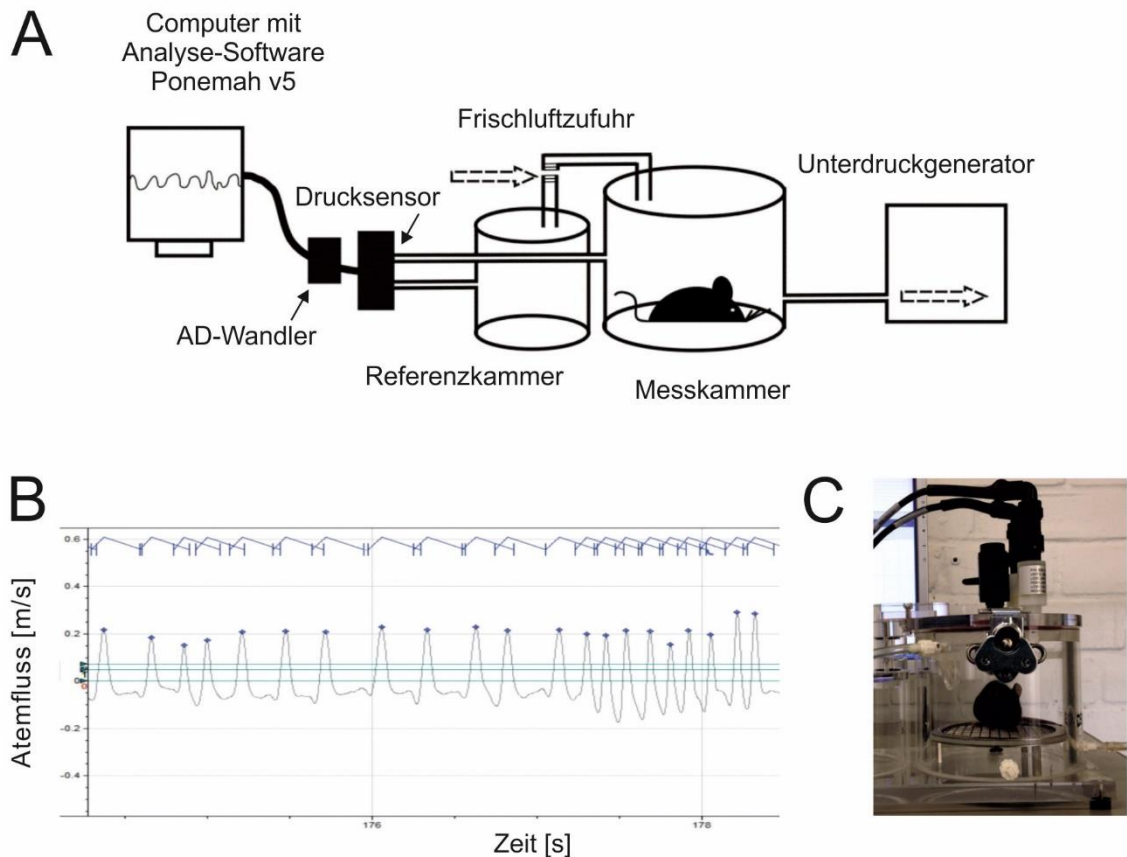 A
Computer mit
Analyse-Software
Ponemah v5
Frischluftzufuhr
Unterdruckgenerator
Drucksensor
AD-Wandler
Referenzkammer
Messkammer
B
Atemfluss [m/s]
0.6
0.4
0.2
0
-0.2
-0.4
176
178
Zeit [s]
C